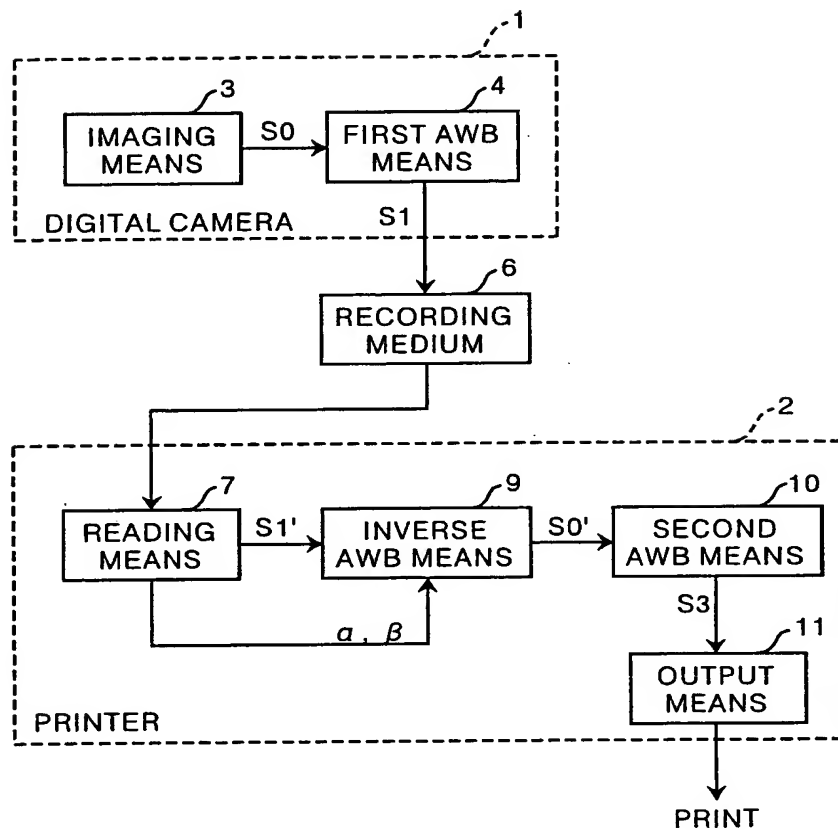 1
3
4
IMAGING
MEANS
S0
FIRST AWB
MEANS
DIGITAL CAMERA
S1
6
RECORDING
MEDIUM
2
7
9
10
READING
MEANS
S1'
INVERSE
AWB MEANS
S0'
SECOND
AWB MEANS
α, β
S3
11
OUTPUT
MEANS
PRINTER
PRINT